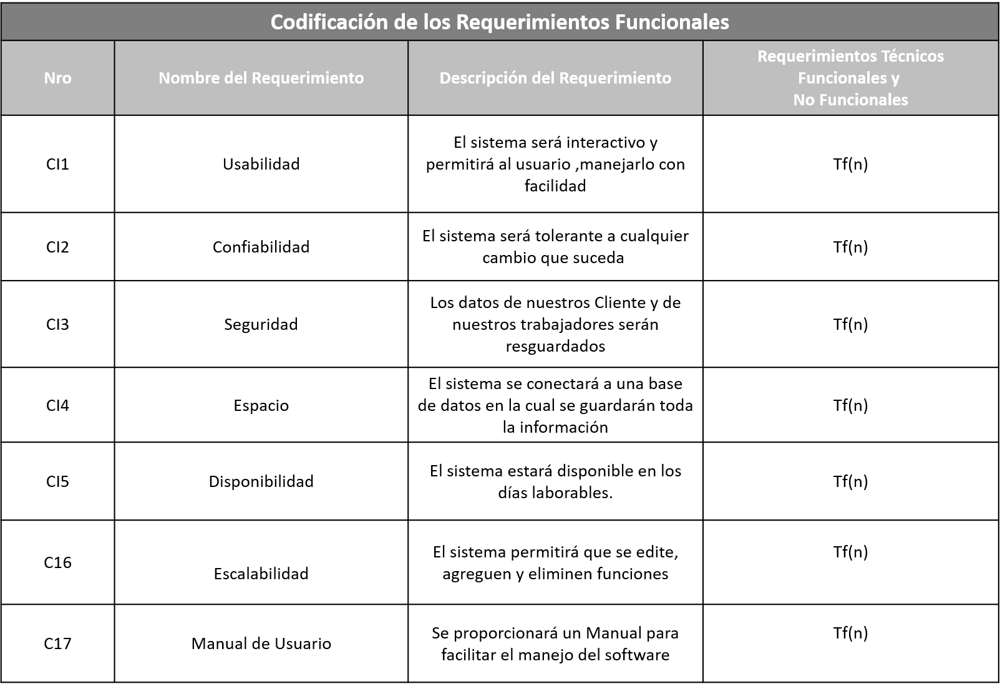 Codificación de los Requerimientos Funcionales
Nro
Nombre del Requerimiento
Descripción del Requerimiento
Requerimientos Técnicos
Funcionales y
No Funcionales
CI1
Usabilidad
El sistema será interactivo y
permitirá al usuario ,manejarlo con
facilidad
Tf(n)
CI2
Confiabilidad
El sistema será tolerante a cualquier
cambio que suceda
Tf(n)
CI3
Seguridad
Los datos de nuestros Cliente y de
nuestros trabajadores serán
resguardados
Tf(n)
CI4
Espacio
El sistema se conectará a una base
de datos en la cual se guardarán toda
la información
Tf(n)
CI5
Disponibilidad
El sistema estará disponible en los
días laborables.
Tf(n)
C16
Escalabilidad
El sistema permitirá que se edite,
agreguen y eliminen funciones
Tf(n)
C17
Manual de Usuario
Se proporcionará un Manual para
facilitar el manejo del software
Tf(n)